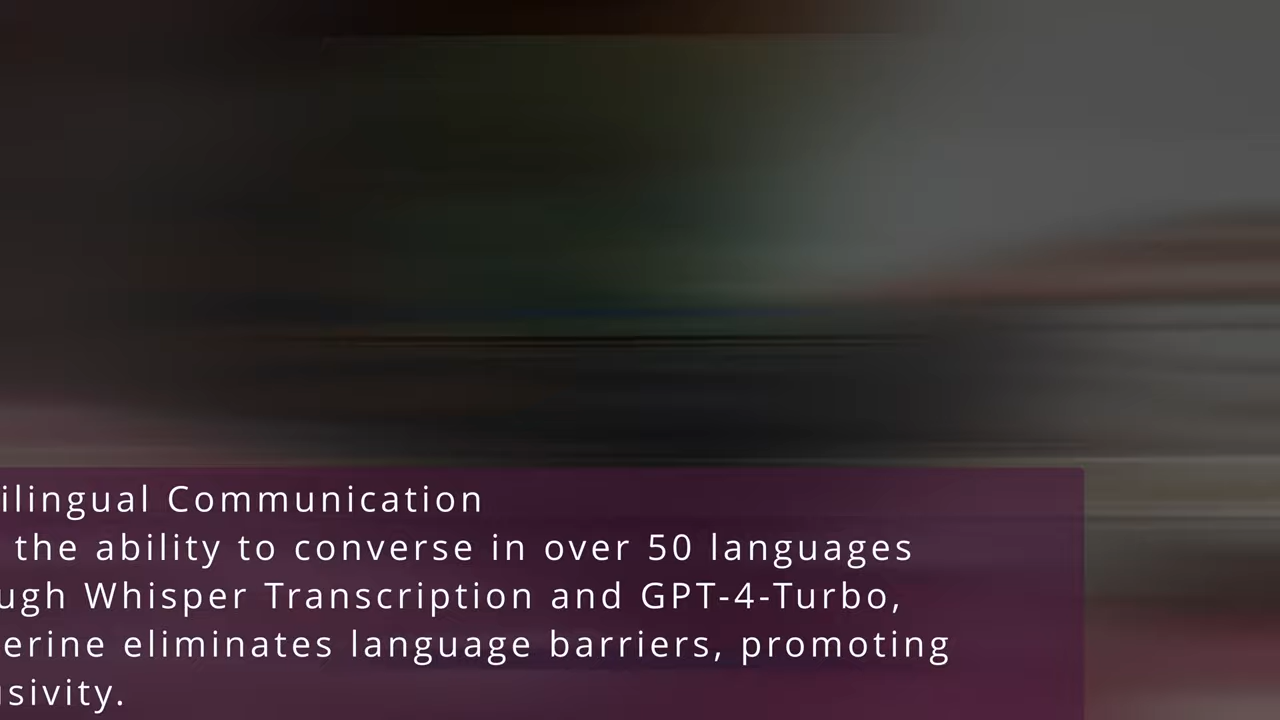 ilingual Communication
the ability to converse in over 50 languages
ugh Whisper Transcription and GPT-4-Turbo,
erine eliminates language barriers, promoting
usivity.